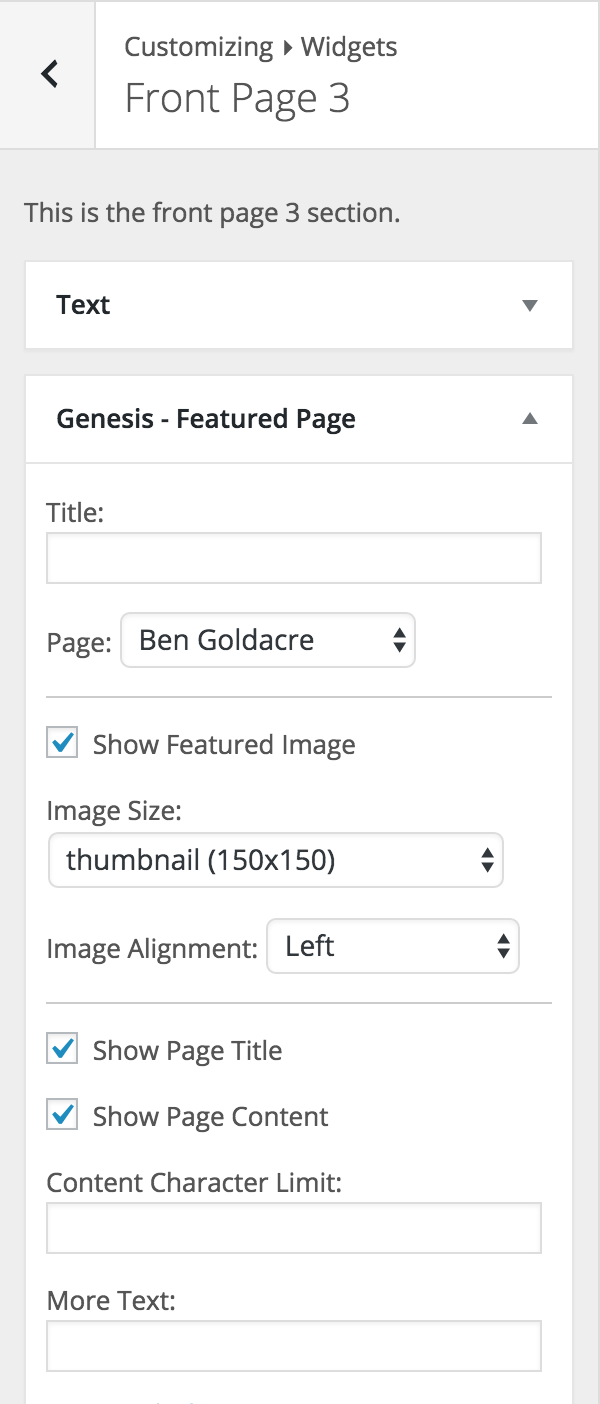 Customizing Widgets
Front Page 3
This is the front page 3 section.
Text
Genesis - Featured Page
Title:
Page: Ben Goldacre
Show Featured Image
Image Size:
thumbnail (150x150)
Image Alignment: Left
Show Page Title
Show Page Content
Content Character Limit:
More Text: